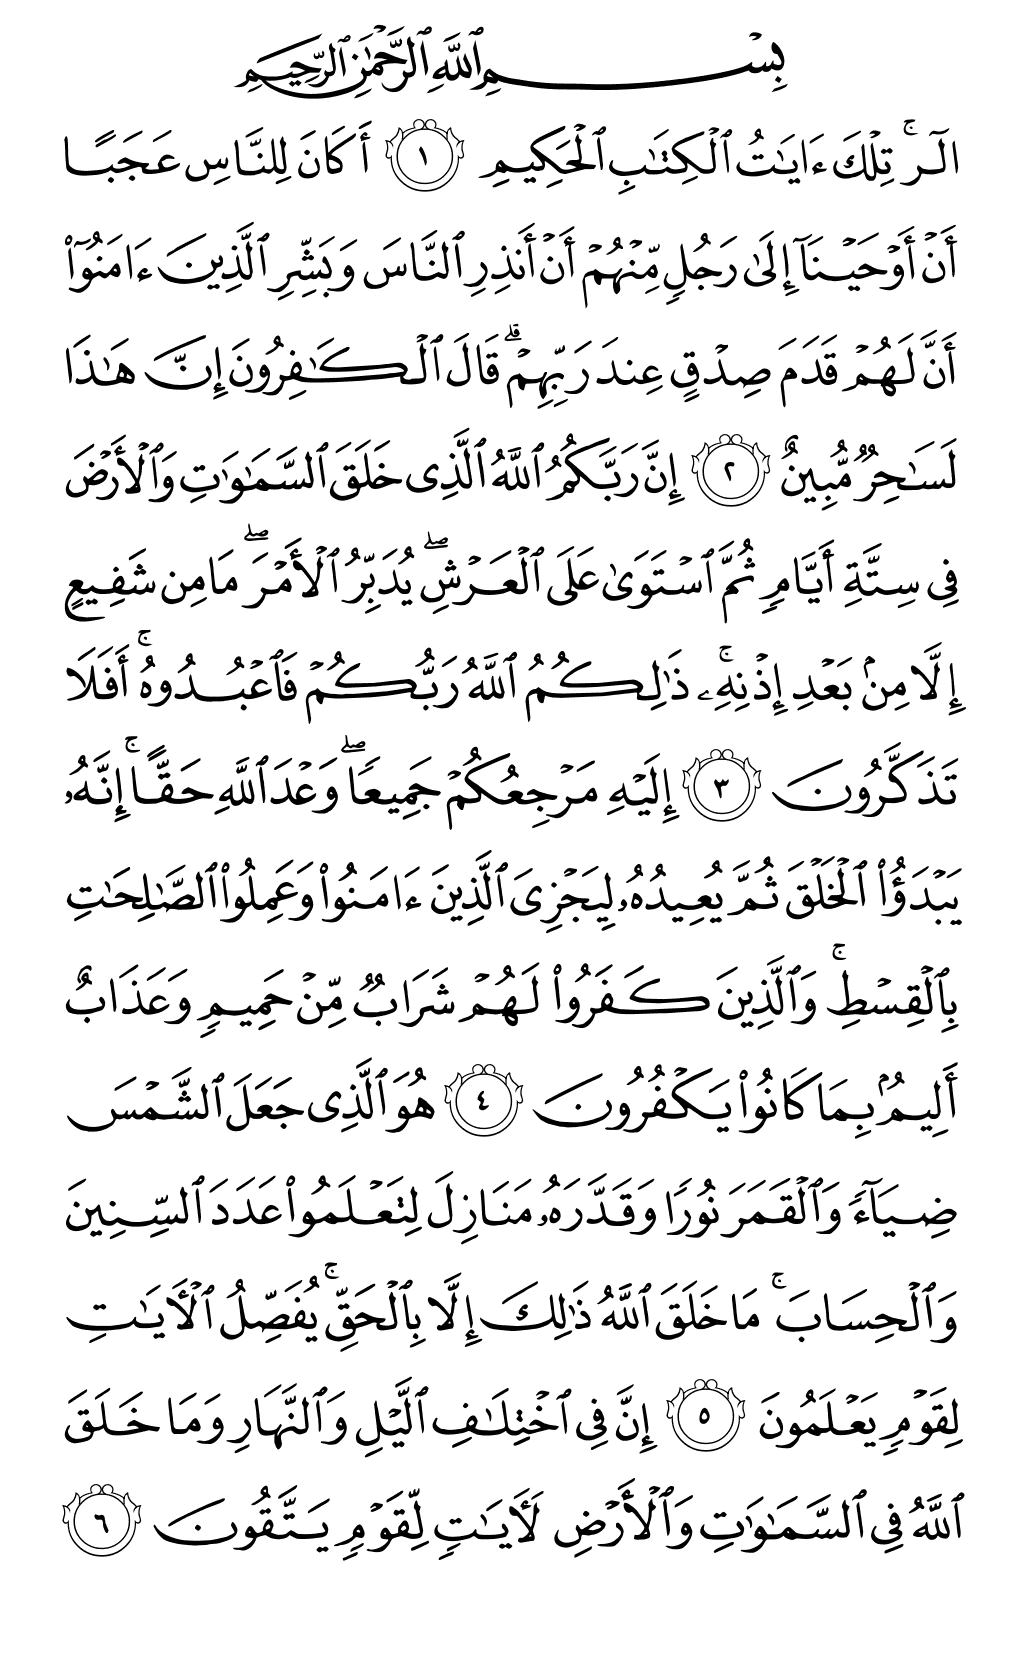 بِسْمِ ٱللَّهِ ٱلرَّحْمَٰنِ ٱلرَّحِيمِ
الٓر ۚ تِلْكَ ءَايَٰتُ ٱلْكِتَٰبِ ٱلْحَكِيمِ ١ أَكَانَ لِلنَّاسِ عَجَبًا
أَنْ أَوْحَيْنَآ إِلَىٰ رَجُلٍ مِّنْهُمْ أَنْ أَنذِرِ ٱلنَّاسَ وَبَشِّرِ ٱلَّذِينَ ءَامَنُوٓا۟
أَنَّ لَهُمْ قَدَمَ صِدْقٍ عِندَ رَبِّهِمْ ۗ قَالَ ٱلْكَٰفِرُونَ إِنَّ هَٰذَا
لَسَٰحِرٌ مُّبِينٌ ٢ إِنَّ رَبَّكُمُ ٱللَّهُ ٱلَّذِى خَلَقَ ٱلسَّمَٰوَٰتِ وَٱلْأَرْضَ
فِى سِتَّةِ أَيَّامٍ ثُمَّ ٱسْتَوَىٰ عَلَى ٱلْعَرْشِ ۖ يُدَبِّرُ ٱلْأَمْرَ ۖ مَا مِن شَفِيعٍ
إِلَّا مِنۢ بَعْدِ إِذْنِهِۦ ۚ ذَٰلِكُمُ ٱللَّهُ رَبُّكُمْ فَٱعْبُدُوهُ ۚ أَفَلَا
تَذَكَّرُونَ ٣ إِلَيْهِ مَرْجِعُكُمْ جَمِيعًا ۖ وَعْدَ ٱللَّهِ حَقًّا ۚ إِنَّهُۥ
يَبْدَؤُا۟ ٱلْخَلْقَ ثُمَّ يُعِيدُهُۥ لِيَجْزِىَ ٱلَّذِينَ ءَامَنُوا۟ وَعَمِلُوا۟ ٱلصَّٰلِحَٰتِ
بِٱلْقِسْطِ ۚ وَٱلَّذِينَ كَفَرُوا۟ لَهُمْ شَرَابٌ مِّنْ حَمِيمٍ وَعَذَابٌ
أَلِيمٌۢ بِمَا كَانُوا۟ يَكْفُرُونَ ٤ هُوَ ٱلَّذِى جَعَلَ ٱلشَّمْسَ
ضِيَآءً وَٱلْقَمَرَ نُورًا وَقَدَّرَهُۥ مَنَازِلَ لِتَعْلَمُوا۟ عَدَدَ ٱلسِّنِينَ
وَٱلْحِسَابَ ۚ مَا خَلَقَ ٱللَّهُ ذَٰلِكَ إِلَّا بِٱلْحَقِّ ۚ يُفَصِّلُ ٱلْـَٔايَٰتِ
لِقَوْمٍ يَعْلَمُونَ ٥ إِنَّ فِى ٱخْتِلَٰفِ ٱلَّيْلِ وَٱلنَّهَارِ وَمَا خَلَقَ
ٱللَّهُ فِى ٱلسَّمَٰوَٰتِ وَٱلْأَرْضِ لَـَٔايَٰتٍ لِّقَوْمٍ يَتَّقُونَ ٦